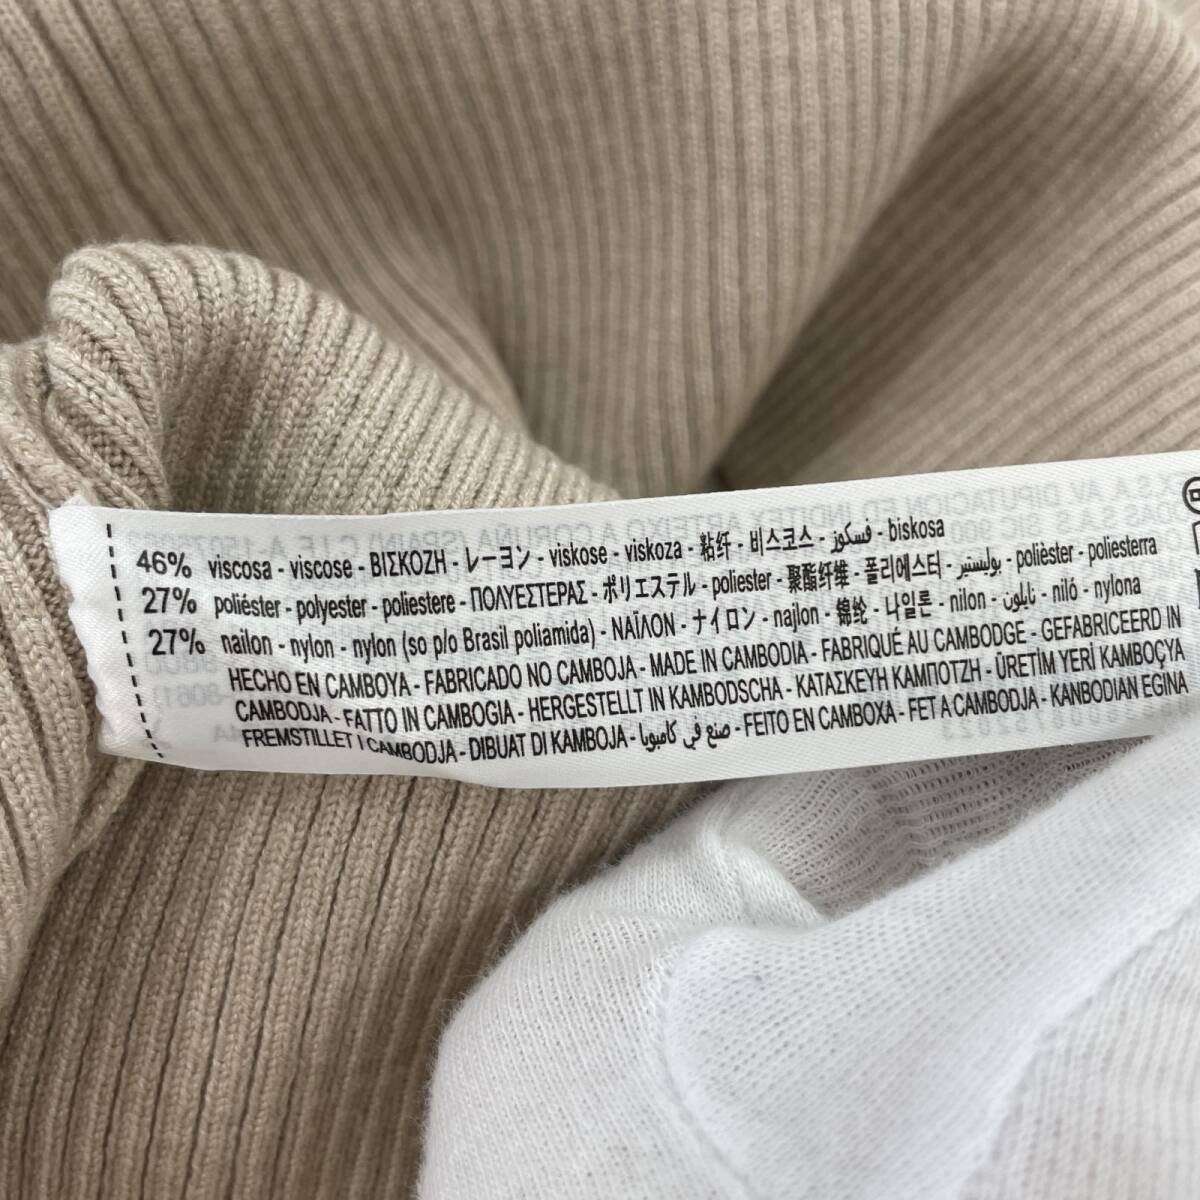 46% viscosa - viscose - ΒΙΣΚΟΖΗ - レーヨン - viskose - viskoza - 粘纤 - 비스코스 - فسكوز - biskosa
27% poliéster - polyester - poliestere - ΠΟΛΥΕΣΤΕΡΑΣ - ポリエステル - poliester - 聚酯纤维 - 폴리에스터 - بوليستير - polièster - poliesterra
27% nailon - nylon - nylon (so p/o Brasil poliamida) - ΝΑΪΛΟΝ - ナイロン - najlon - 锦纶 - 나일론 - nilon - نايلون - niló - nylona
HECHO EN CAMBOYA - FABRICADO NO CAMBOJA - MADE IN CAMBODIA - FABRIQUÉ AU CAMBODGE - GEFABRICEERD IN
CAMBODJA - FATTO IN CAMBOGIA - HERGESTELLT IN KAMBODSCHA - ΚΑΤΑΣΚΕΥΗ ΚΑΜΠΟΤΖΗ - ÜRETİM YERİ KAMBOÇYA
FREMSTILLET I CAMBODJA - DIBUAT DI KAMBOJA - صنع في كامبوديا - FEITO EN CAMBOXA - FET A CAMBODJA - KANBODIAN EGINA